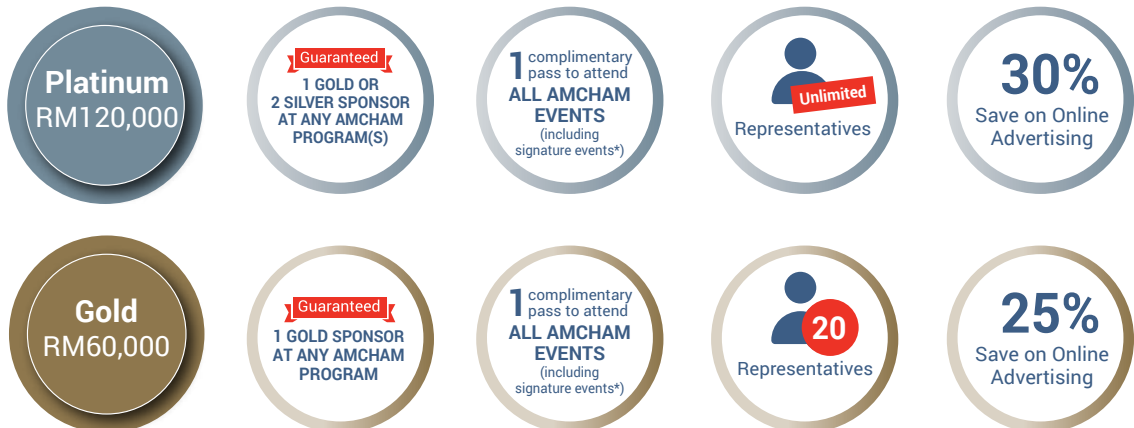 Platinum
RM120,000
Guaranteed
1 GOLD OR
2 SILVER SPONSOR
AT ANY AMCHAM
PROGRAM(S)
1 complimentary
pass to attend
ALL AMCHAM
EVENTS
(including
signature events*)
Unlimited
Representatives
30%
Save on Online
Advertising
Gold
RM60,000
Guaranteed
1 GOLD SPONSOR
AT ANY AMCHAM
PROGRAM
1 complimentary
pass to attend
ALL AMCHAM
EVENTS
(including
signature events*)
20
Representatives
25%
Save on Online
Advertising